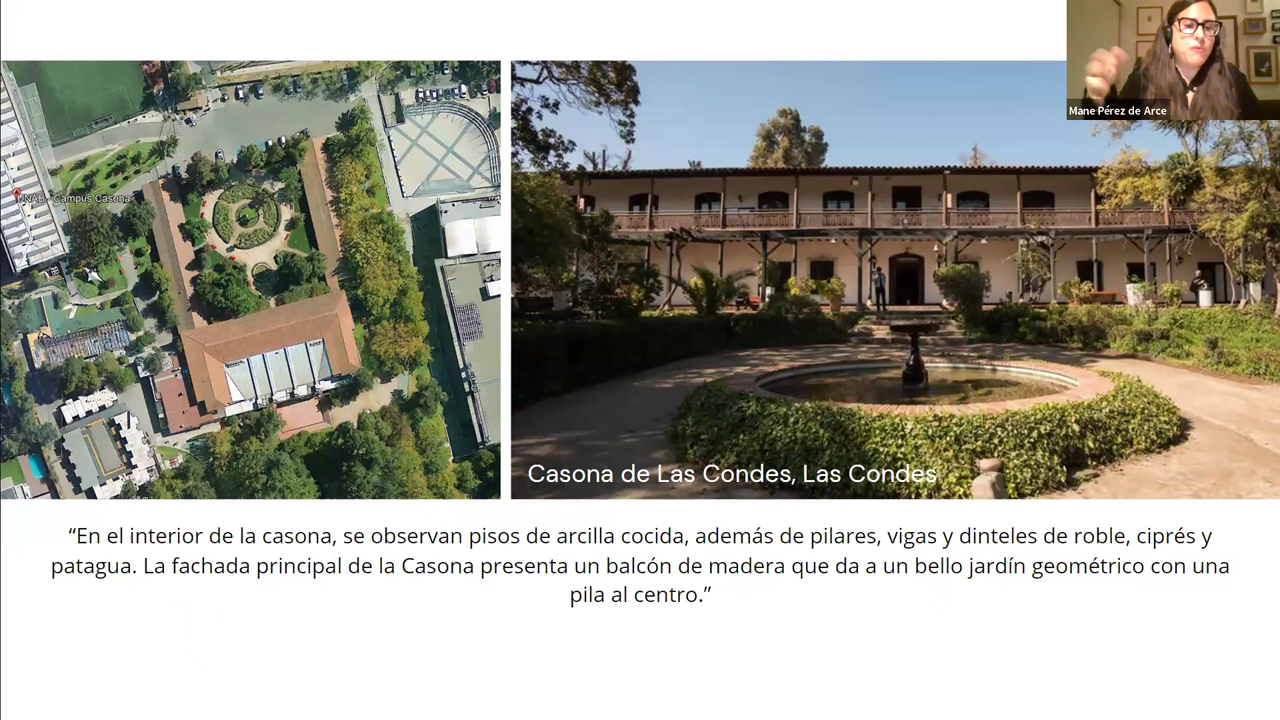 Mane Pérez de Arce
UNAB - Campus Casona
Casona de Las Condes, Las Condes
“En el interior de la casona, se observan pisos de arcilla cocida, además de pilares, vigas y dinteles de roble, ciprés y
patagua. La fachada principal de la Casona presenta un balcón de madera que da a un bello jardín geométrico con una
pila al centro.”